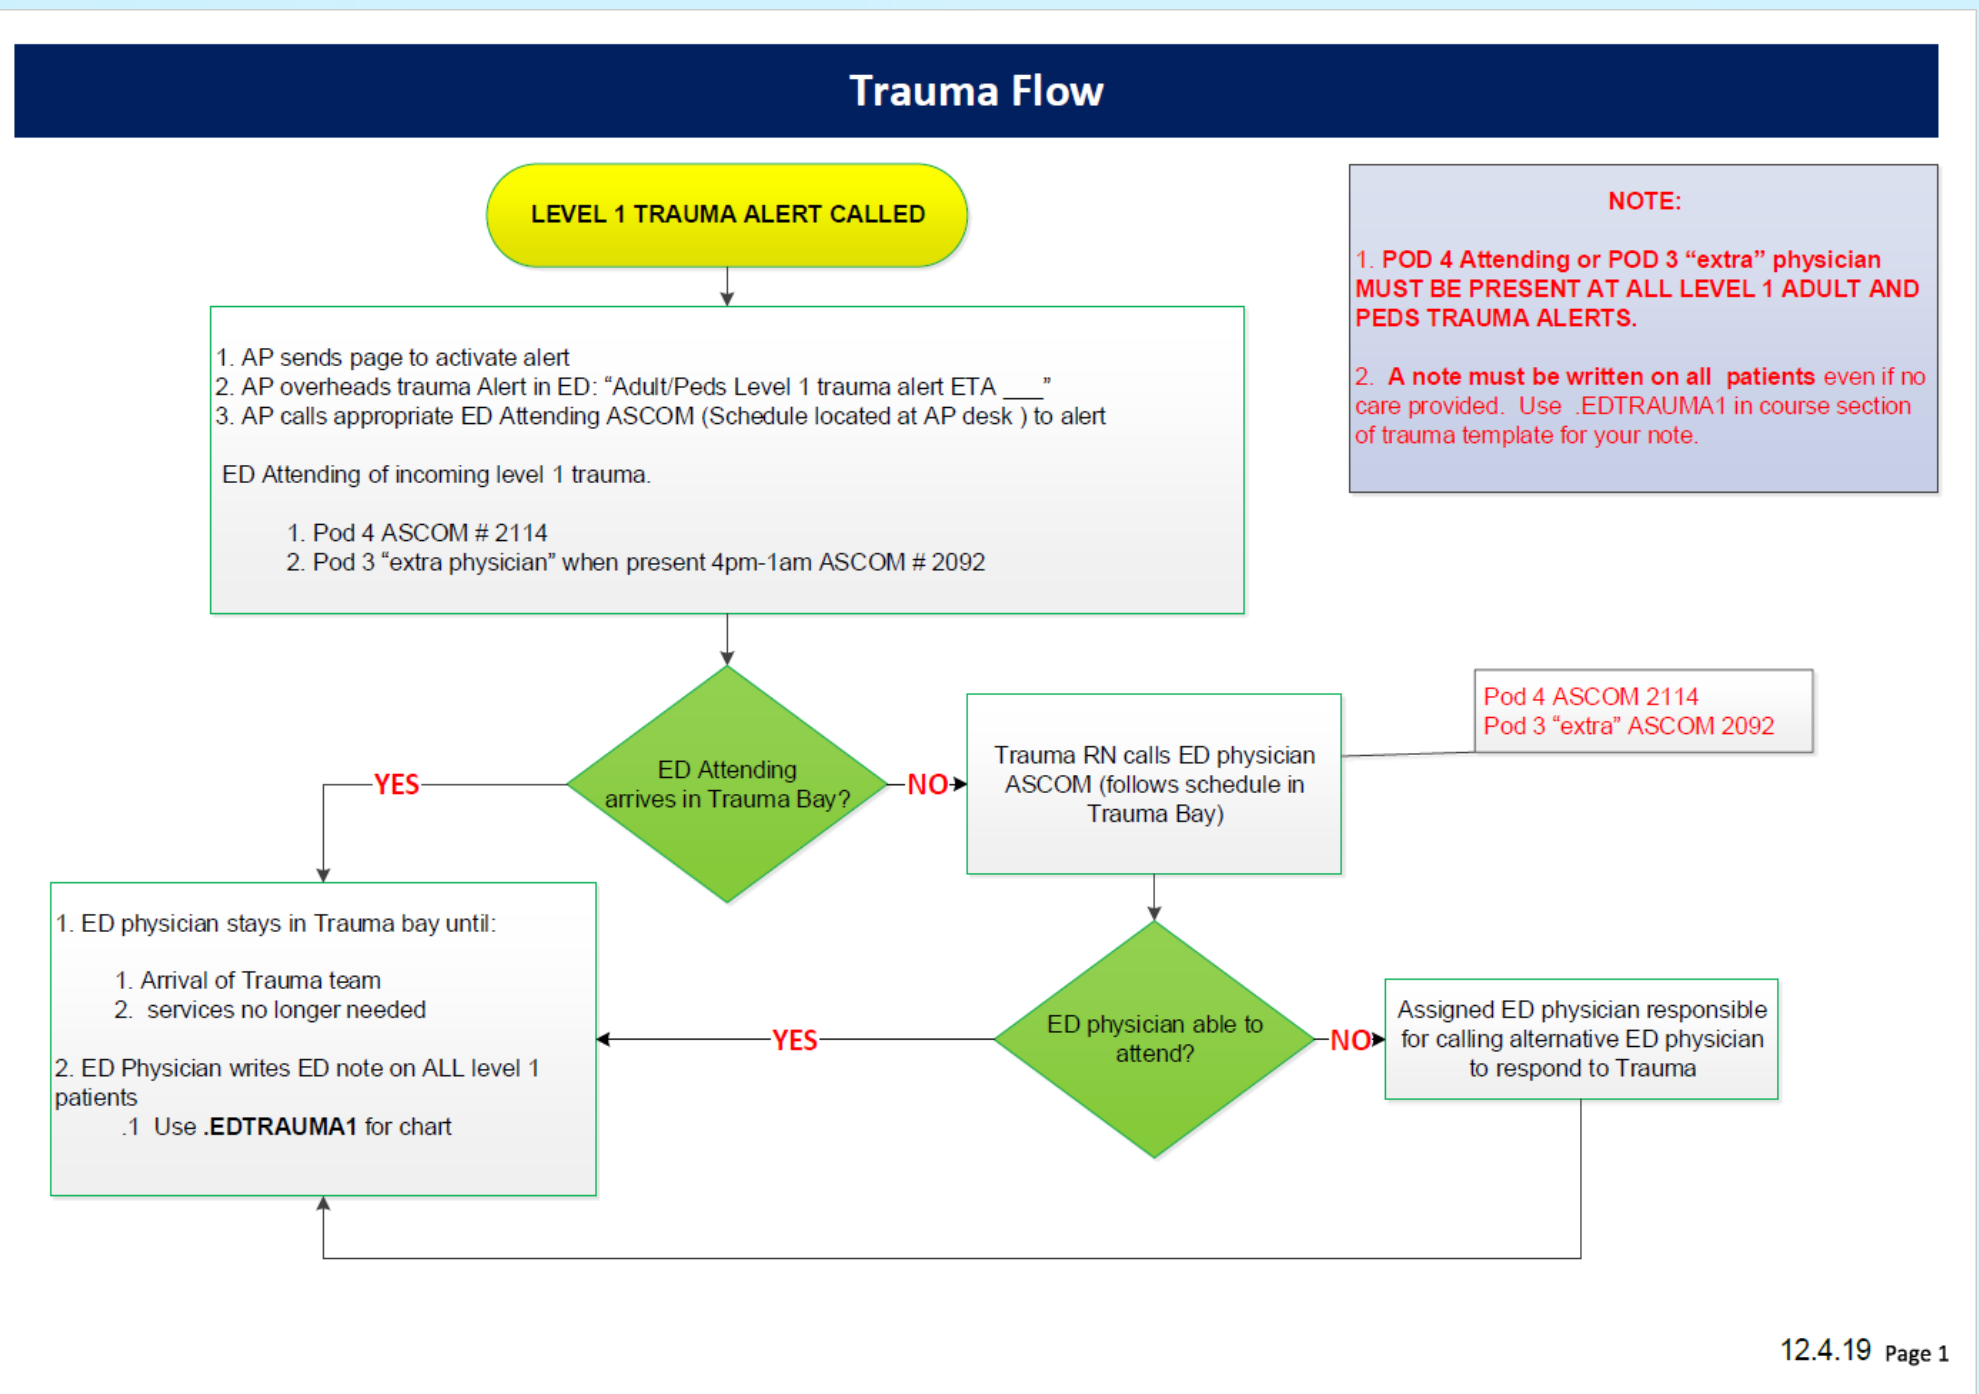 Trauma Flow
LEVEL 1 TRAUMA ALERT CALLED
NOTE:
1. POD 4 Attending or POD 3 “extra” physician
MUST BE PRESENT AT ALL LEVEL 1 ADULT AND
PEDS TRAUMA ALERTS.
2. A note must be written on all patients even if no
care provided. Use .EDTRAUMA1 in course section
of trauma template for your note.
1. AP sends page to activate alert
2. AP overheads trauma Alert in ED: “Adult/Peds Level 1 trauma alert ETA ___”
3. AP calls appropriate ED Attending ASCOM (Schedule located at AP desk ) to alert
ED Attending of incoming level 1 trauma.
1. Pod 4 ASCOM # 2114
2. Pod 3 “extra physician” when present 4pm-1am ASCOM # 2092
ED Attending
arrives in Trauma Bay?
YES
NO
Trauma RN calls ED physician
ASCOM (follows schedule in
Trauma Bay)
Pod 4 ASCOM 2114
Pod 3 “extra” ASCOM 2092
1. ED physician stays in Trauma bay until:
1. Arrival of Trauma team
2. services no longer needed
2. ED Physician writes ED note on ALL level 1
patients
.1 Use .EDTRAUMA1 for chart
YES
ED physician able to
attend?
NO
Assigned ED physician responsible
for calling alternative ED physician
to respond to Trauma
12.4.19 Page 1